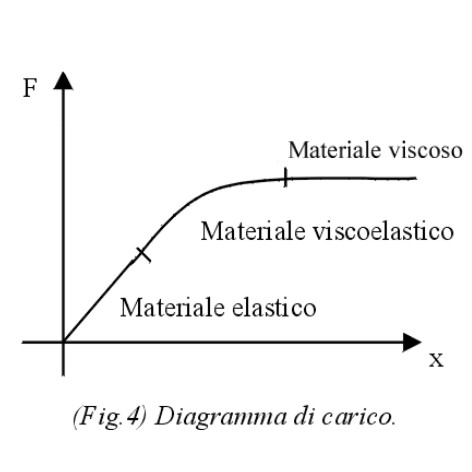 F
Materiale viscoso
Materiale viscoelastico
Materiale elastico
x
(Fig.4) Diagramma di carico.